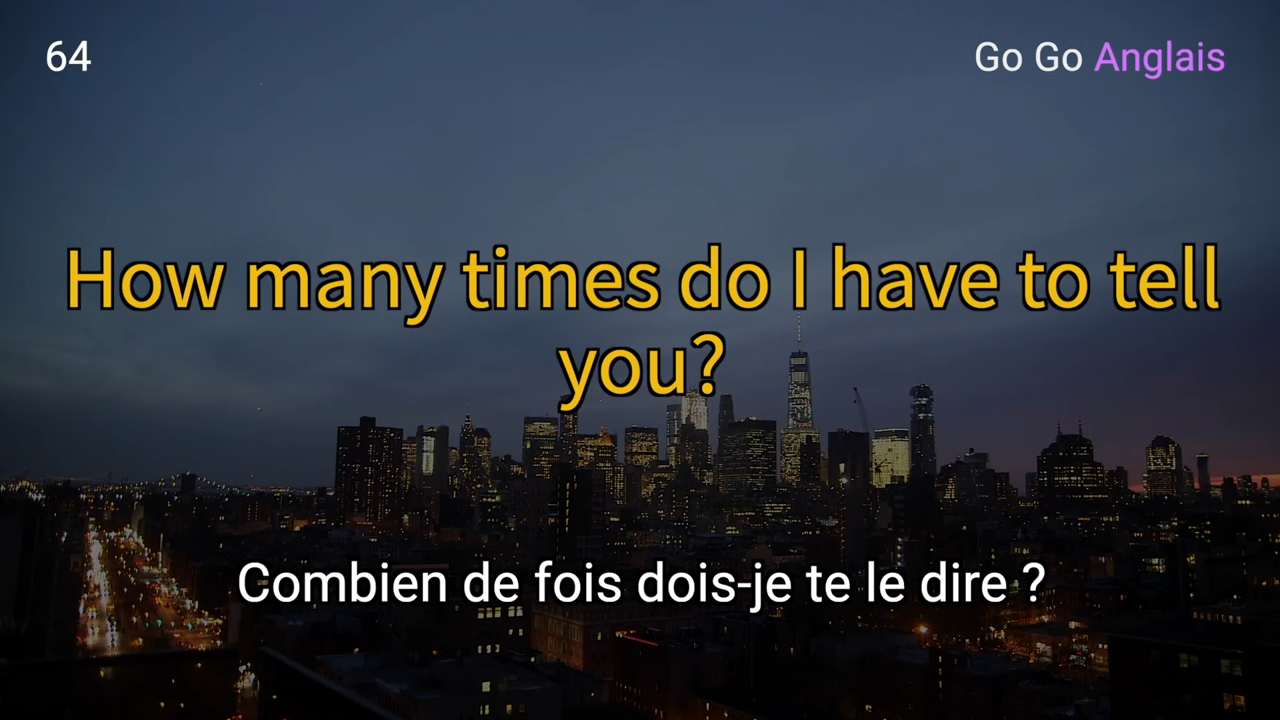 64
Go Go Anglais
How many times do I have to tell
you?
Combien de fois dois-je te le dire ?